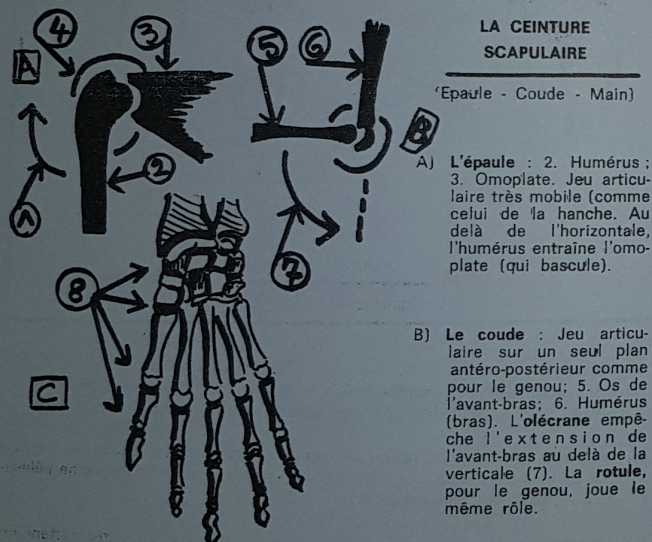 LA CEINTURE
SCAPULAIRE
(Epaule - Coude - Main)
A) L'épaule : 2. Humérus ;
3. Omoplate. Jeu articu-
laire très mobile (comme
celui de la hanche. Au
delà de l'horizontale,
l'humérus entraîne l'omo-
plate (qui bascule).
B) Le coude : Jeu articu-
laire sur un seul plan
antéro-postérieur comme
pour le genou; 5. Os de
l'avant-bras; 6. Humérus
(bras). L'olécrane empê-
che l'extension de
l'avant-bras au delà de la
verticale (7). La rotule,
pour le genou, joue le
même rôle.
A
4
3
2
1
5
6
B
7
8
C